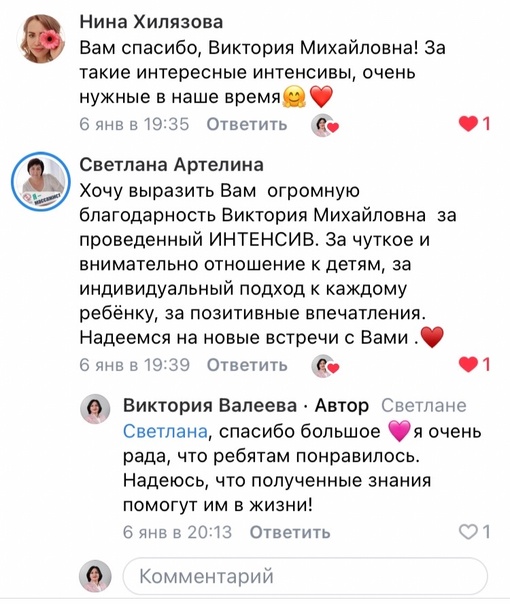 Нина Хилязова
Вам спасибо, Виктория Михайловна! За
такие интересные интенсивы, очень
нужные в наше время🤗❤️
6 янв в 19:35 Ответить 1
Светлана Артелина
Хочу выразить Вам огромную
благодарность Виктория Михайловна за
проведенный ИНТЕНСИВ. За чуткое и
внимательно отношение к детям, за
индивидуальный подход к каждому
ребёнку, за позитивные впечатления.
Надеемся на новые встречи с Вами .♥️
6 янв в 19:39 Ответить 1
Виктория Валеева · Автор Светлане
Светлана, спасибо большое 💗я очень
рада, что ребятам понравилось.
Надеюсь, что полученные знания
помогут им в жизни!
6 янв в 20:13 Ответить 1
Комментарий